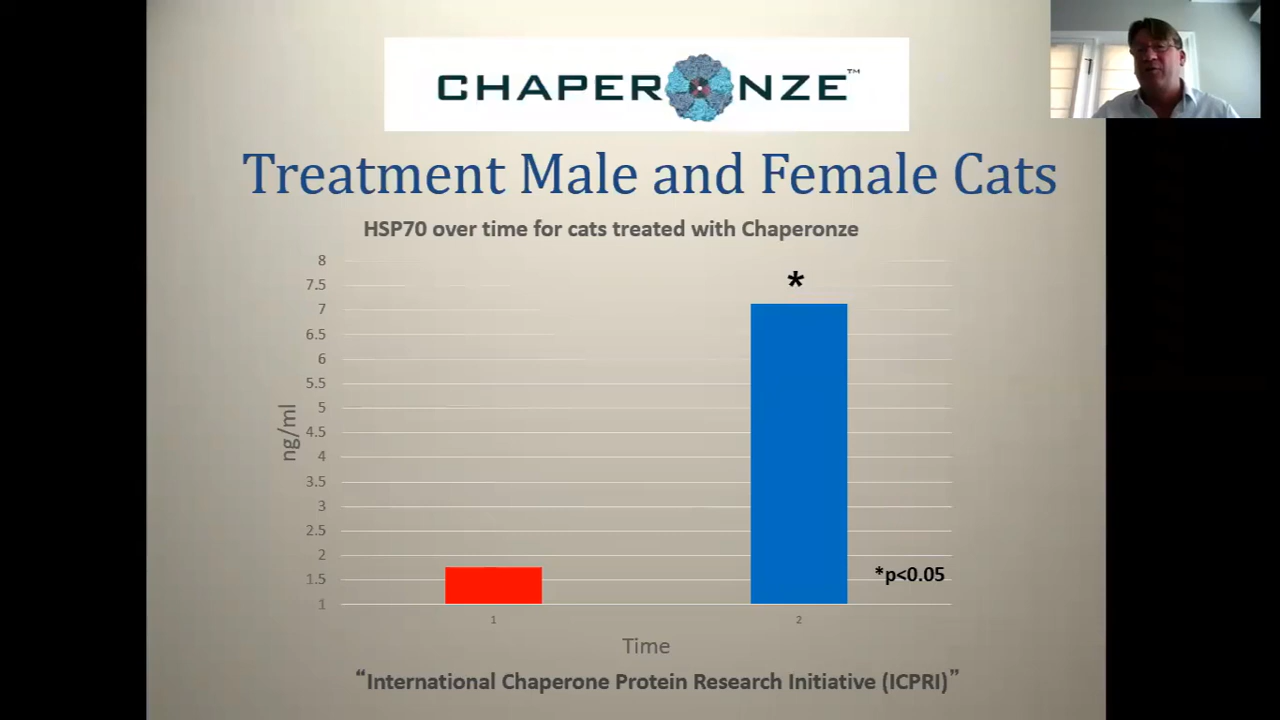 CHAPERONZE™
Treatment Male and Female Cats
HSP70 over time for cats treated with Chaperonze
8
7.5
7
6.5
6
5.5
5
4.5
4
3.5
3
2.5
2
1.5
1
ng/ml
*
*p<0.05
1
2
Time
“International Chaperone Protein Research Initiative (ICPRI)”